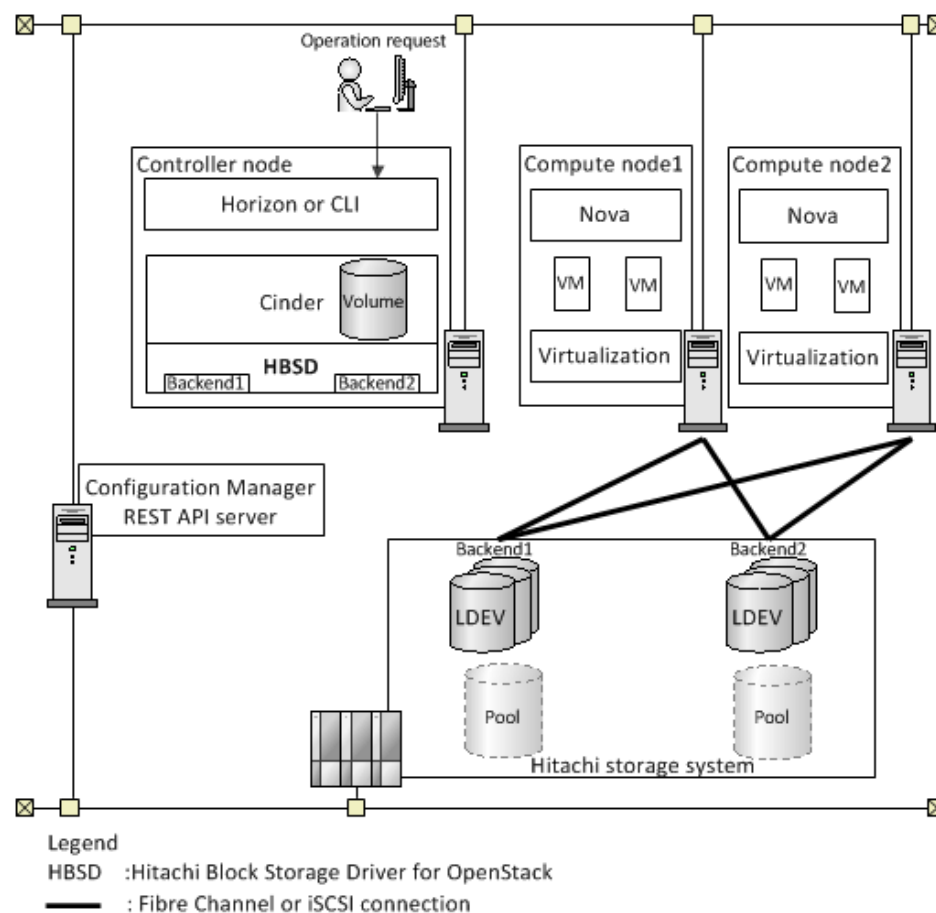 Operation request
Controller node
Horizon or CLI
Cinder
Volume
HBSD
Backend1
Backend2
Compute node1
Nova
VM
VM
Virtualization
Compute node2
Nova
VM
VM
Virtualization
Configuration Manager
REST API server
Backend1
Backend2
LDEV
LDEV
Pool
Pool
Hitachi storage system
Legend
HBSD :Hitachi Block Storage Driver for OpenStack
: Fibre Channel or iSCSI connection